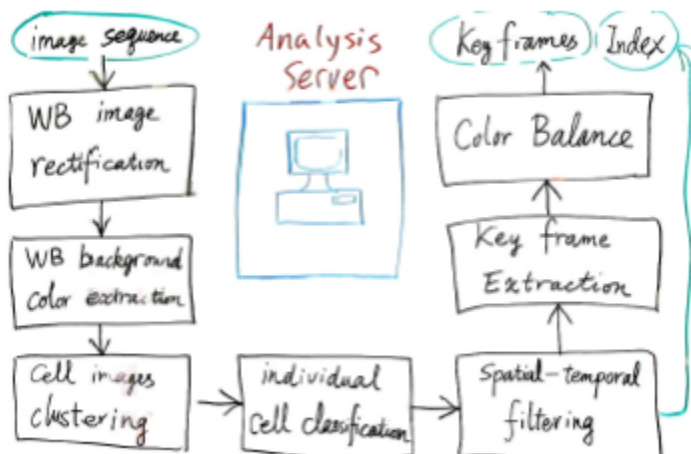 image sequence
Analysis
Server
Key frames
Index
WB image
rectification
Color Balance
WB background
color extraction
Key frame
Extraction
Cell images
clustering
individual
Cell classification
Spatial-temporal
filtering